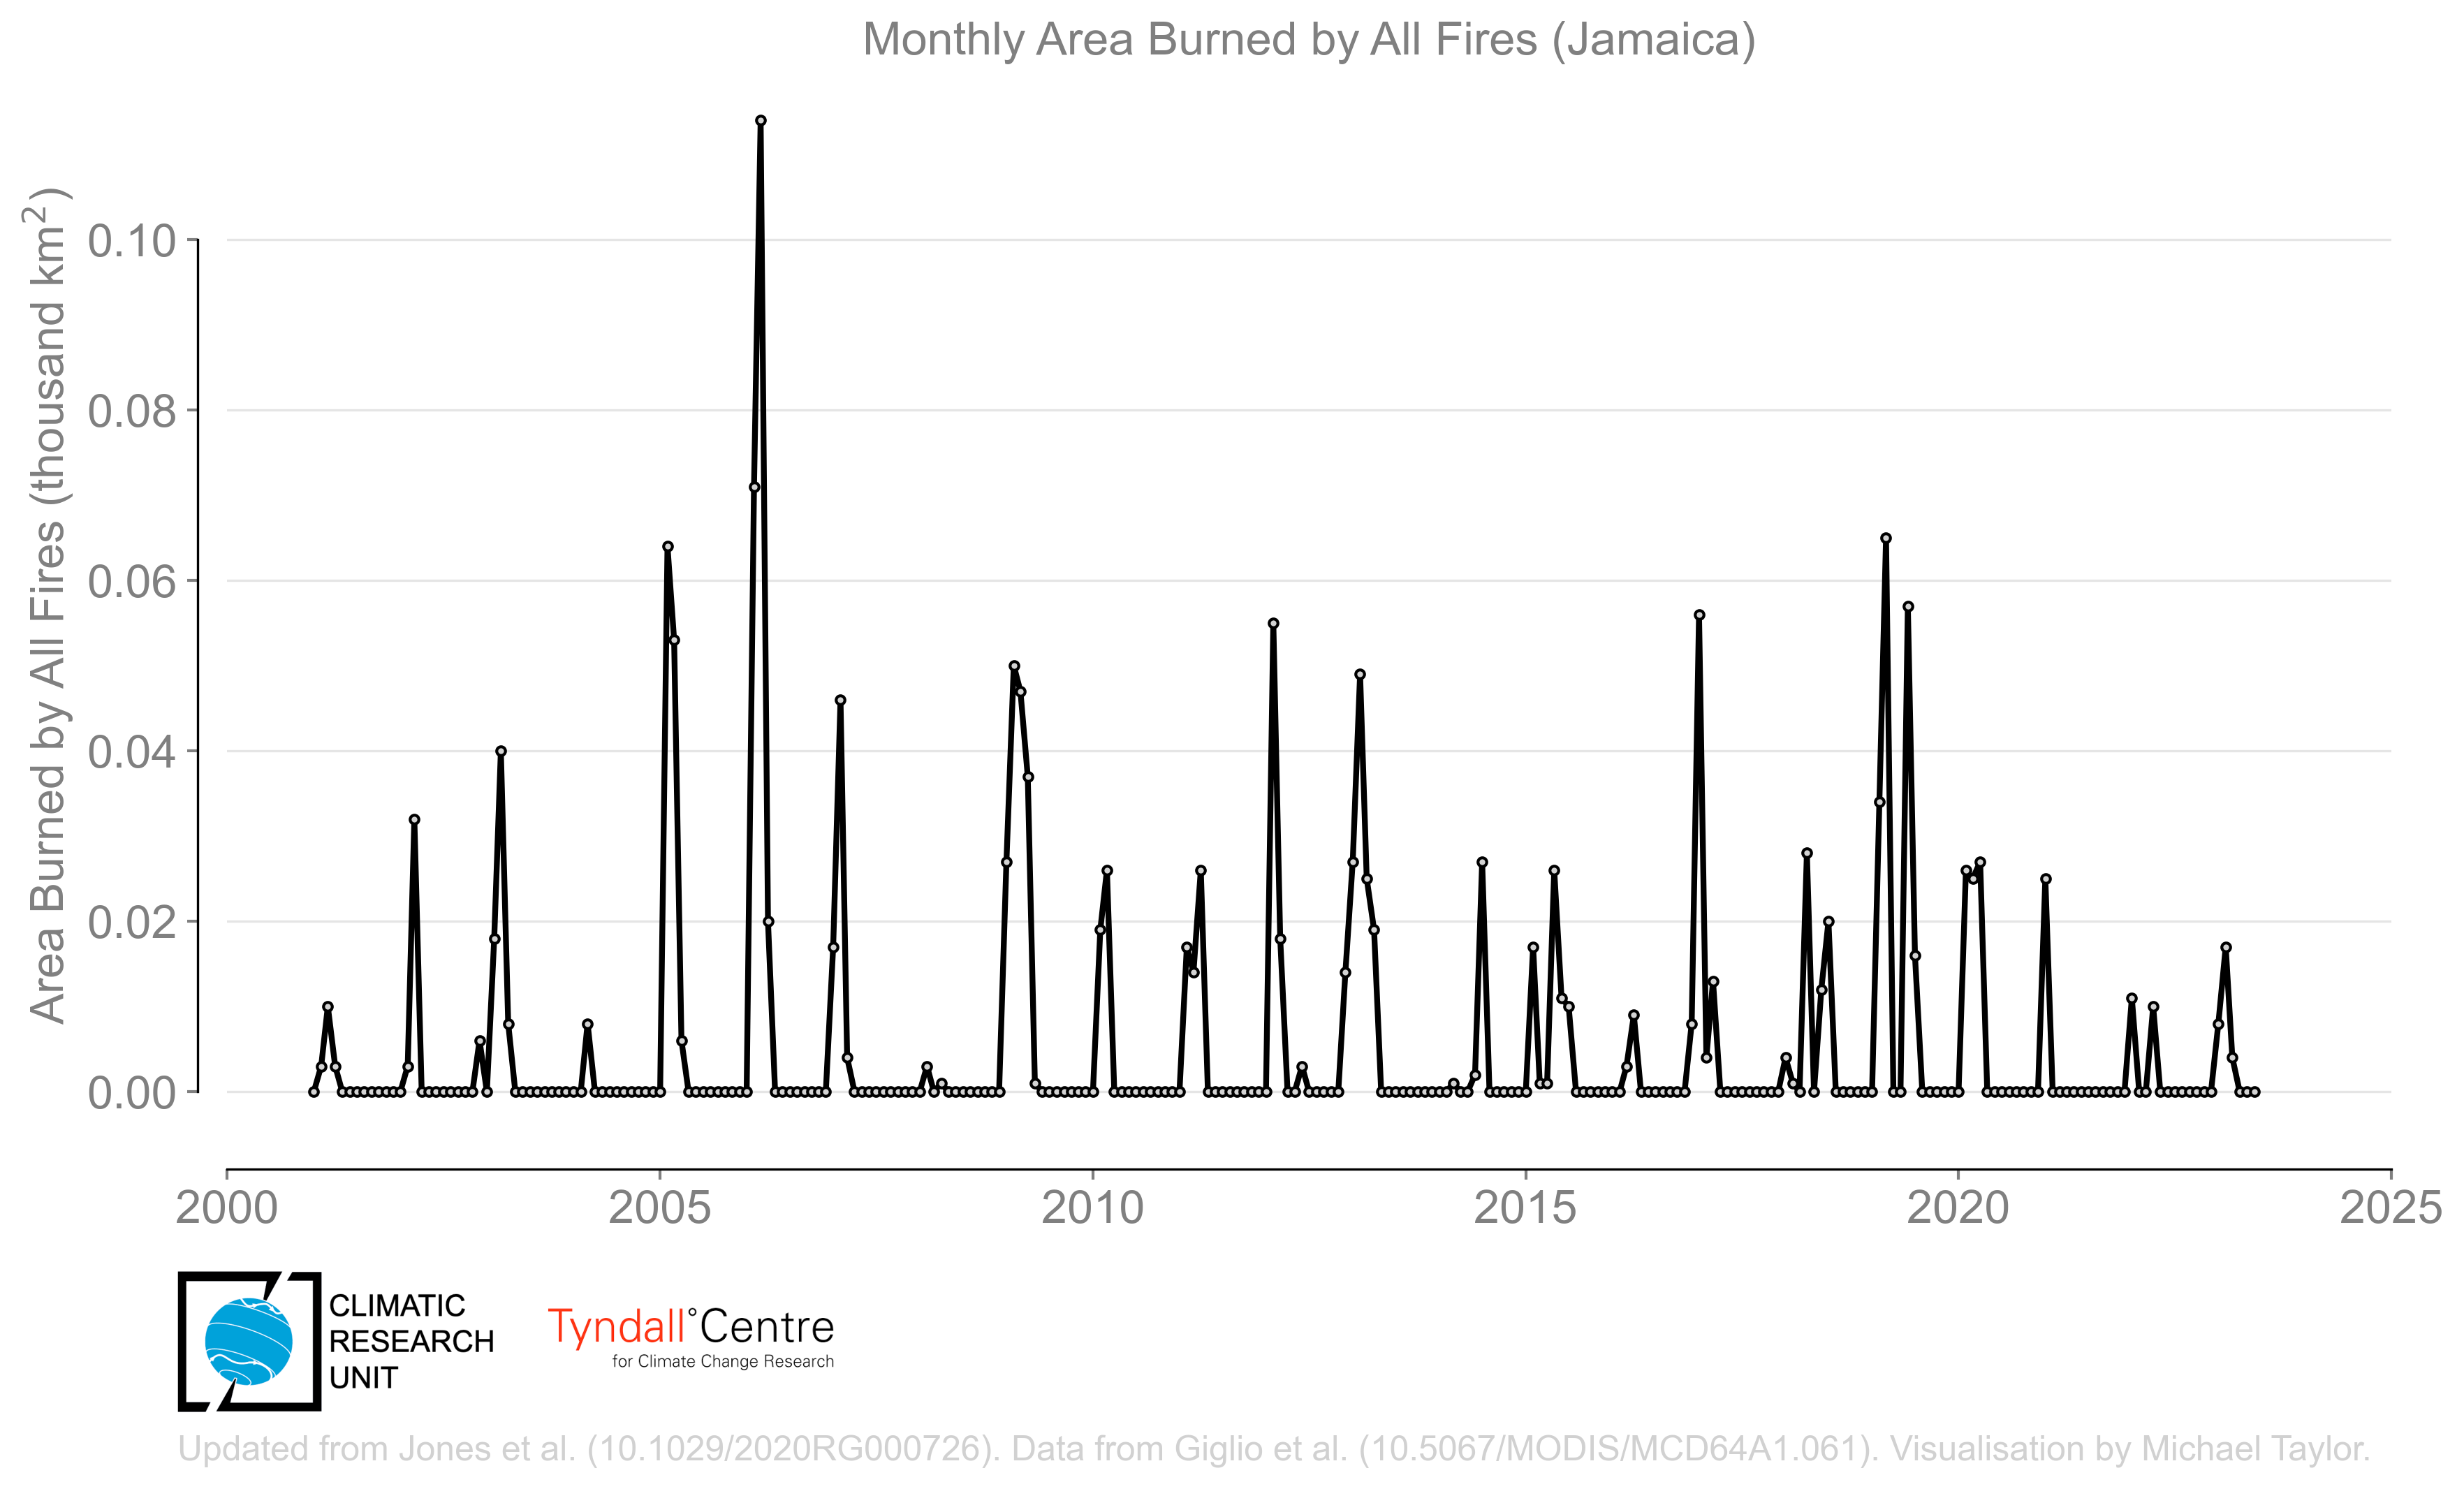 Monthly Area Burned by All Fires (Jamaica)
Area Burned by All Fires (thousand km²)
0.10
0.08
0.06
0.04
0.02
0.00
2000 2005 2010 2015 2020 2025
CLIMATIC
RESEARCH
UNIT
Tyndall°Centre
for Climate Change Research
Updated from Jones et al. (10.1029/2020RG000726). Data from Giglio et al. (10.5067/MODIS/MCD64A1.061). Visualisation by Michael Taylor.